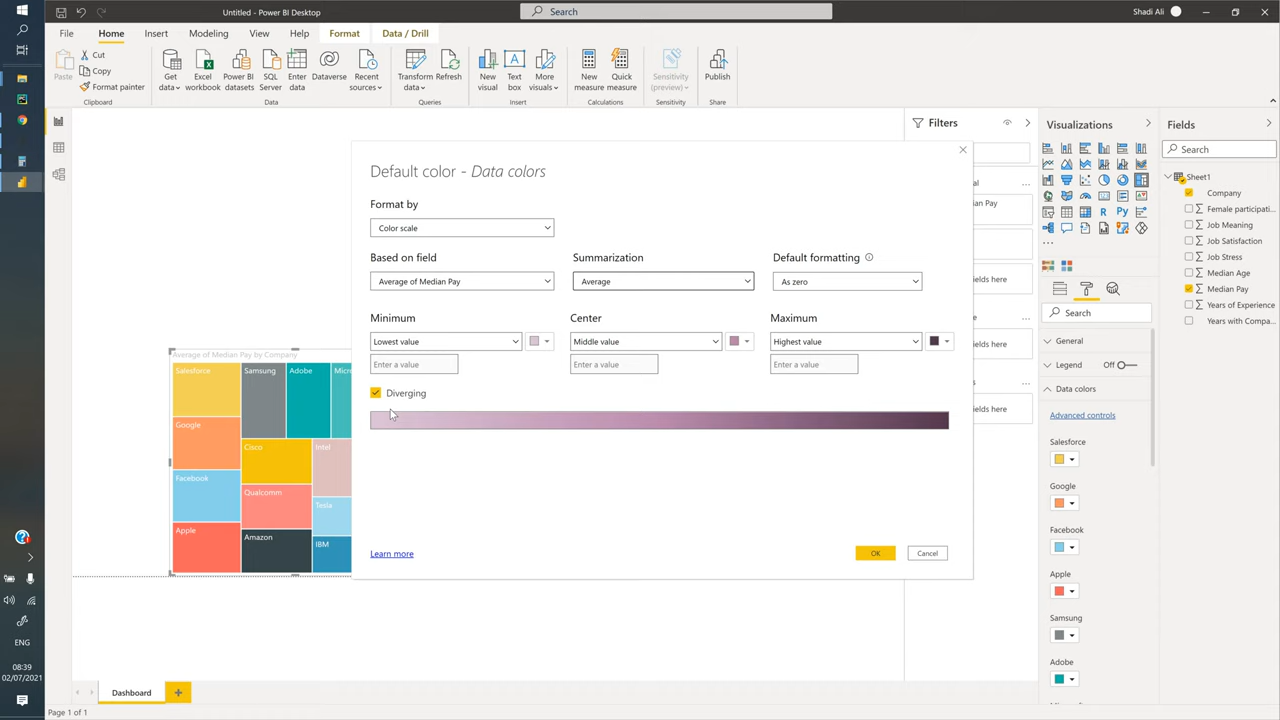 Untitled - Power BI Desktop
Search
Shadi Ali
File
Home
Insert
Modeling
View
Help
Format
Data / Drill
Paste
Cut
Copy
Format painter
Clipboard
Get data
Excel workbook
Power BI datasets
SQL Server
Enter data
Dataverse
Recent sources
Data
Transform data
Refresh
Queries
New visual
Text box
More visuals
Insert
New measure
Quick measure
Calculations
Sensitivity (preview)
Sensitivity
Publish
Share
Filters
Visualizations
Fields
Search
Sheet1
Company
Female participati...
Job Meaning
Job Satisfaction
Job Stress
Median Age
Median Pay
Years of Experience
Years with Compa...
Default color - Data colors
Format by
Color scale
Based on field
Summarization
Default formatting
Average of Median Pay
Average
As zero
Minimum
Center
Maximum
Lowest value
Middle value
Highest value
Enter a value
Enter a value
Enter a value
Diverging
Learn more
OK
Cancel
Average of Median Pay by Company
Salesforce
Samsung
Adobe
Micr
Google
Cisco
Intel
Facebook
Qualcomm
Tesla
Apple
Amazon
IBM
Search
General
Legend
Off
Data colors
Advanced controls
Salesforce
Google
Facebook
Apple
Samsung
Adobe
ENG
08:39
02/07/2021
Dashboard
Page 1 of 1